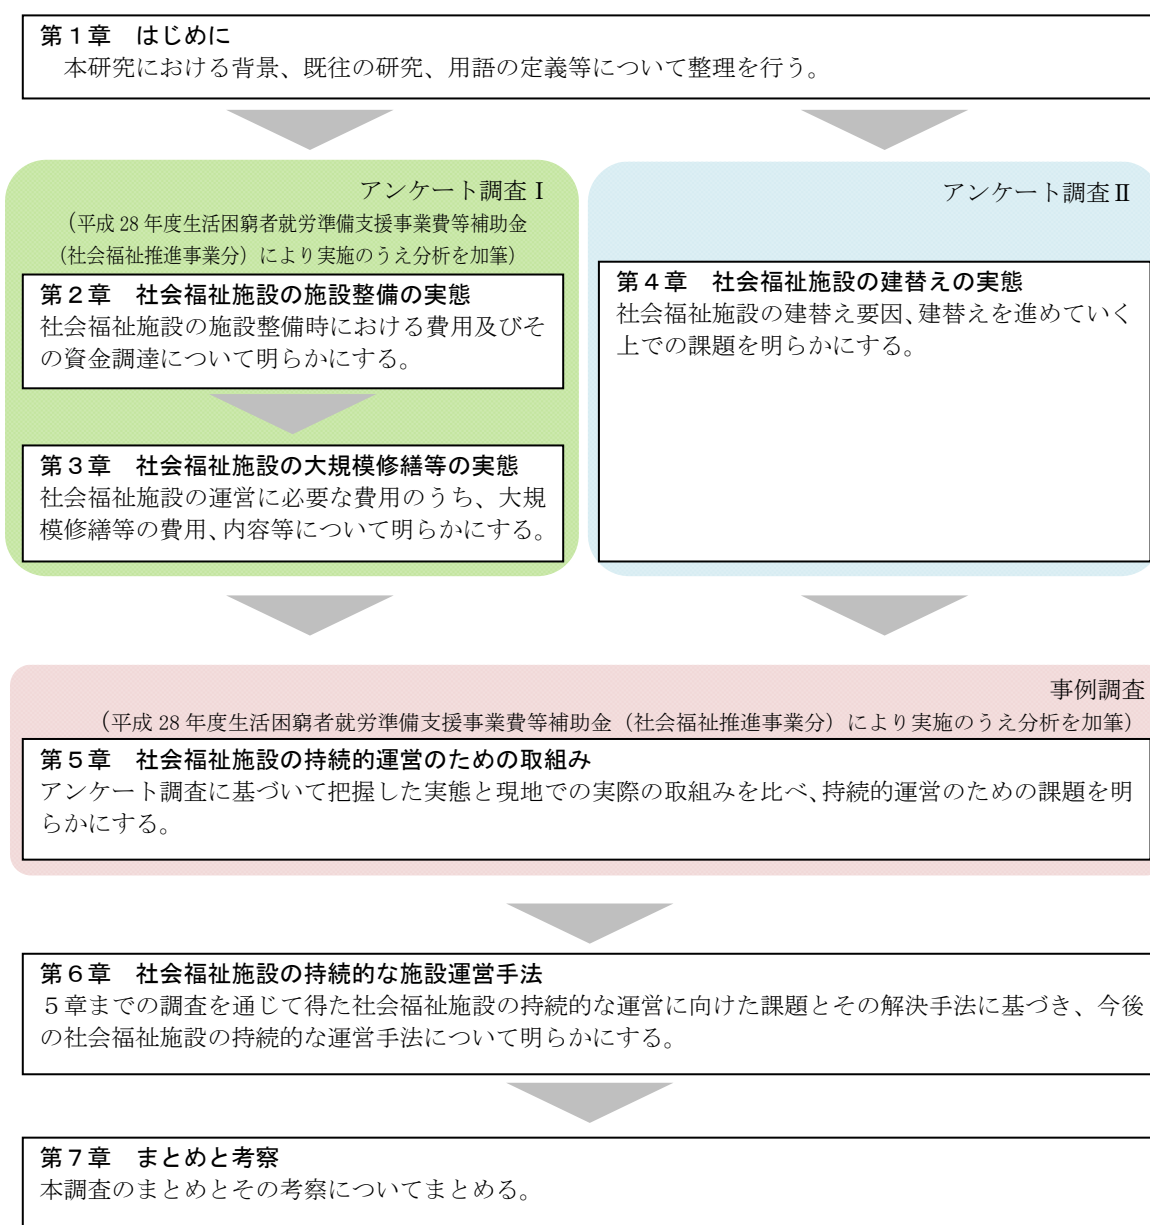 第１章　はじめに
本研究における背景、既往の研究、用語の定義等について整理を行う。
アンケート調査Ⅰ
（平成 28 年度生活困窮者就労準備支援事業費等補助金
（社会福祉推進事業分）により実施のうえ分析を加筆）
第２章　社会福祉施設の施設整備の実態
社会福祉施設の施設整備時における費用及びそ
の資金調達について明らかにする。
第３章　社会福祉施設の大規模修繕等の実態
社会福祉施設の運営に必要な費用のうち、大規
模修繕等の費用、内容等について明らかにする。
アンケート調査Ⅱ
第４章　社会福祉施設の建替えの実態
社会福祉施設の建替え要因、建替えを進めていく
上での課題を明らかにする。
事例調査
（平成 28 年度生活困窮者就労準備支援事業費等補助金（社会福祉推進事業分）により実施のうえ分析を加筆）
第５章　社会福祉施設の持続的運営のための取組み
アンケート調査に基づいて把握した実態と現地での実際の取組みを比べ、持続的運営のための課題を明
らかにする。
第６章　社会福祉施設の持続的な施設運営手法
５章までの調査を通じて得た社会福祉施設の持続的な運営に向けた課題とその解決手法に基づき、今後
の社会福祉施設の持続的な運営手法について明らかにする。
第７章　まとめと考察
本調査のまとめとその考察についてまとめる。